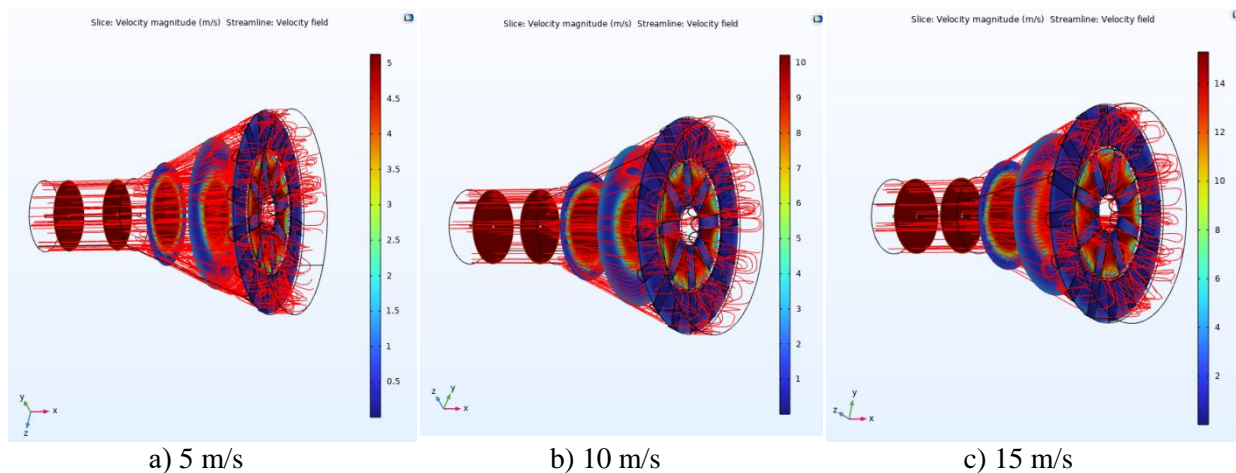 Slice: Velocity magnitude (m/s) Streamline: Velocity field
5
4.5
4
3.5
3
2.5
2
1.5
1
0.5
y
x
z
a) 5 m/s
Slice: Velocity magnitude (m/s) Streamline: Velocity field
10
9
8
7
6
5
4
3
2
1
z
y
x
b) 10 m/s
Slice: Velocity magnitude (m/s) Streamline: Velocity field
14
12
10
8
6
4
2
y
z
x
c) 15 m/s